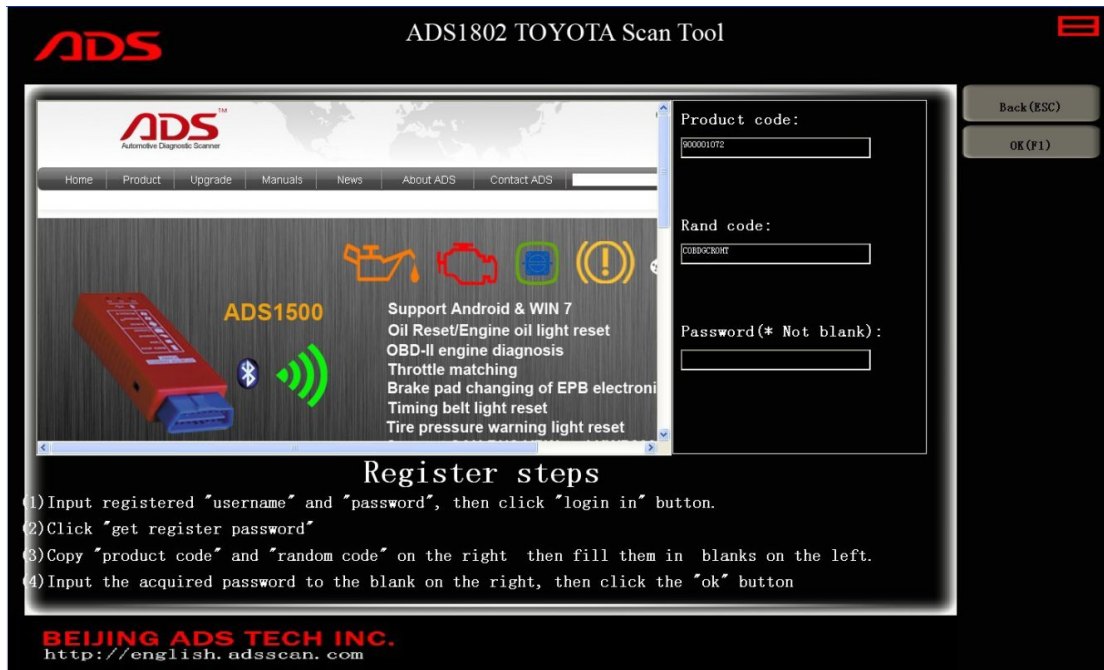 ADS
ADS1802 TOYOTA Scan Tool
ADS™
Automotive Diagnostic Scanner
Home Product Upgrade Manuals News About ADS Contact ADS
ADS1500
Support Android & WIN 7
Oil Reset/Engine oil light reset
OBD-II engine diagnosis
Throttle matching
Brake pad changing of EPB electroni
Timing belt light reset
Tire pressure warning light reset
Product code:
900001072
Rand code:
COBDGCROHT
Password(* Not blank):
Back(ESC)
OK(F1)
Register steps
(1)Input registered "username" and "password", then click "login in" button.
(2)Click "get register password"
(3)Copy "product code" and "random code" on the right then fill them in blanks on the left.
(4)Input the acquired password to the blank on the right, then click the "ok" button
BEIJING ADS TECH INC.
http://english.adsscan.com